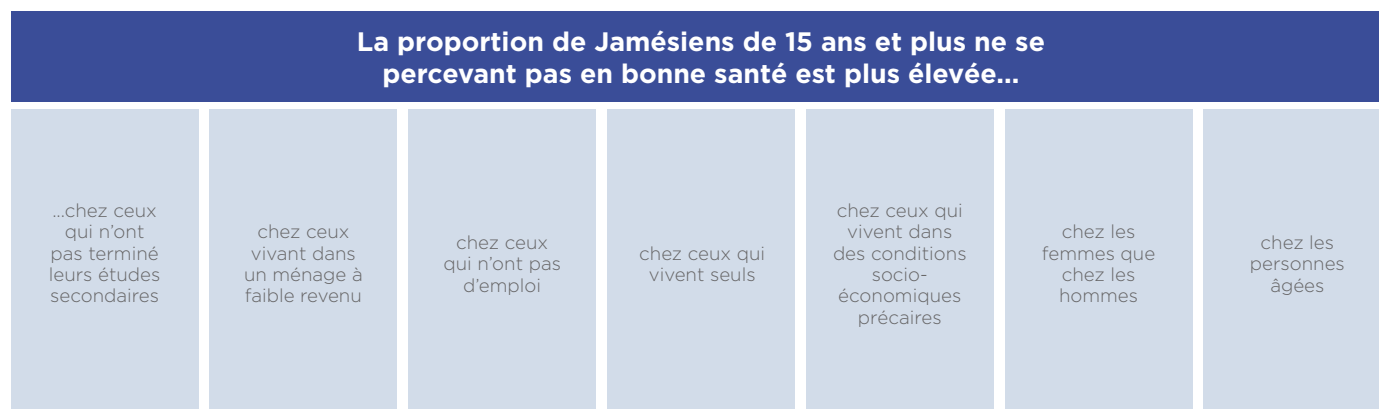 La proportion de Jamésiens de 15 ans et plus ne se
percevant pas en bonne santé est plus élevée...
...chez ceux
qui n’ont
pas terminé
leurs études
secondaires
chez ceux
vivant dans
un ménage à
faible revenu
chez ceux
qui n’ont pas
d’emploi
chez ceux qui
vivent seuls
chez ceux qui
vivent dans
des conditions
socio-
économiques
précaires
chez les
femmes que
chez les
hommes
chez les
personnes
âgées